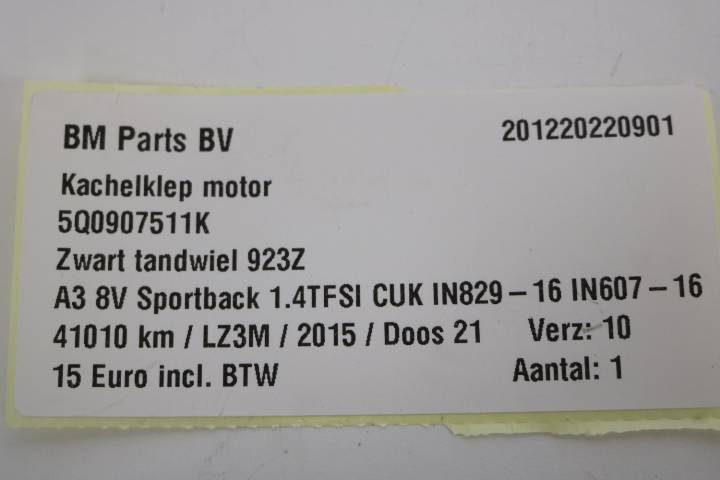 BM Parts BV 201220220901
Kachelklep motor
5Q0907511K
Zwart tandwiel 923Z
A3 8V Sportback 1.4TFSI CUK IN829 – 16 IN607 – 16
41010 km / LZ3M / 2015 / Doos 21 Verz: 10
15 Euro incl. BTW Aantal: 1